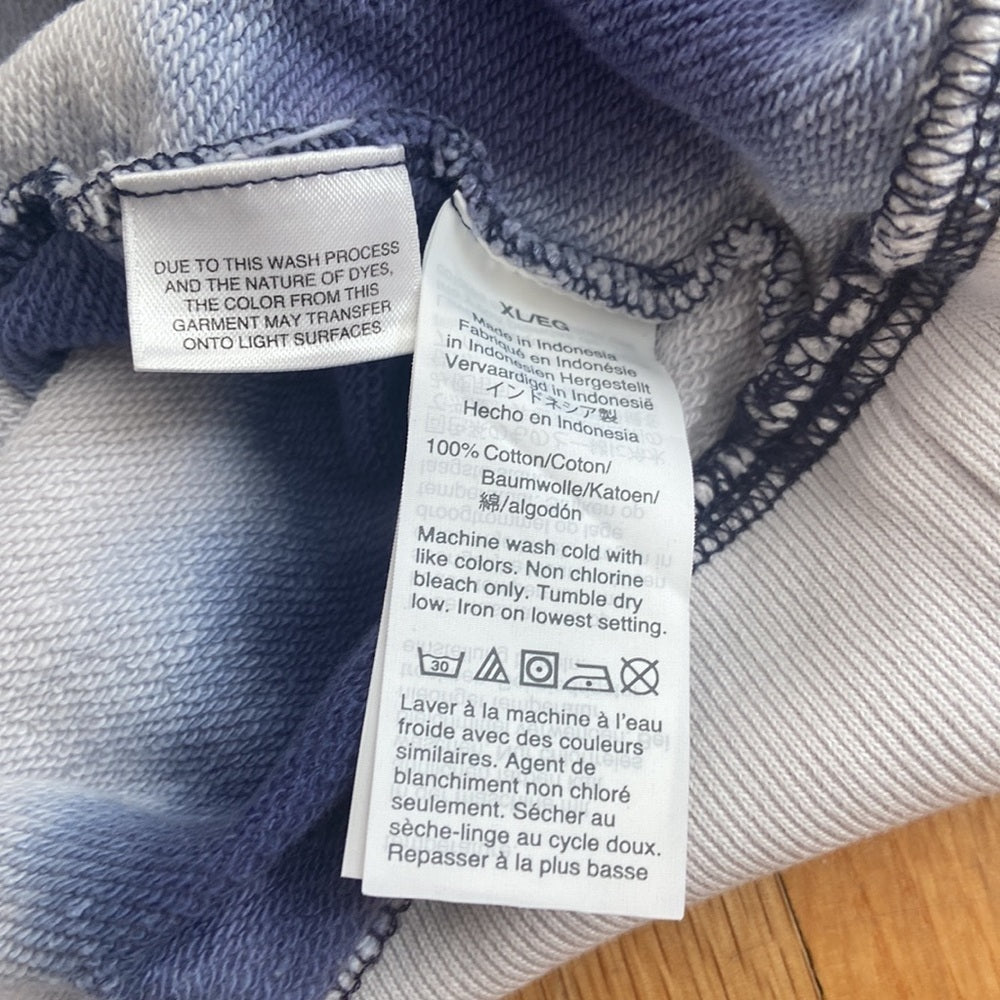 DUE TO THIS WASH PROCESS
AND THE NATURE OF DYES,
THE COLOR FROM THIS
GARMENT MAY TRANSFER
ONTO LIGHT SURFACES
XL/EG
Made in Indonesia
Fabriqué en Indonésie
in Indonesien Hergestellt
Vervaardigd in Indonesië
インドネシア製
Hecho en Indonesia
100% Cotton/Coton/
Baumwolle/Katoen/
綿/algodón
Machine wash cold with
like colors. Non chlorine
bleach only. Tumble dry
low. Iron on lowest setting.
30
Laver à la machine à l'eau
froide avec des couleurs
similaires. Agent de
blanchiment non chloré
seulement. Sécher au
sèche-linge au cycle doux.
Repasser à la plus basse